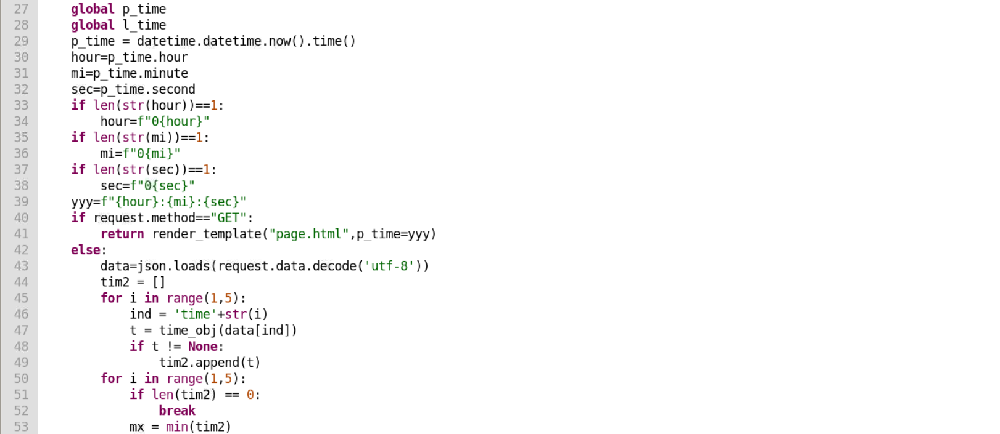 27     global p_time
28     global l_time
29     p_time = datetime.datetime.now().time()
30     hour=p_time.hour
31     mi=p_time.minute
32     sec=p_time.second
33     if len(str(hour))==1:
34         hour=f"0{hour}"
35     if len(str(mi))==1:
36         mi=f"0{mi}"
37     if len(str(sec))==1:
38         sec=f"0{sec}"
39     yyy=f"{hour}:{mi}:{sec}"
40     if request.method=="GET":
41         return render_template("page.html",p_time=yyy)
42     else:
43         data=json.loads(request.data.decode('utf-8'))
44         tim2 = []
45         for i in range(1,5):
46             ind = 'time'+str(i)
47             t = time_obj(data[ind])
48             if t != None:
49                 tim2.append(t)
50         for i in range(1,5):
51             if len(tim2) == 0:
52                 break
53             mx = min(tim2)